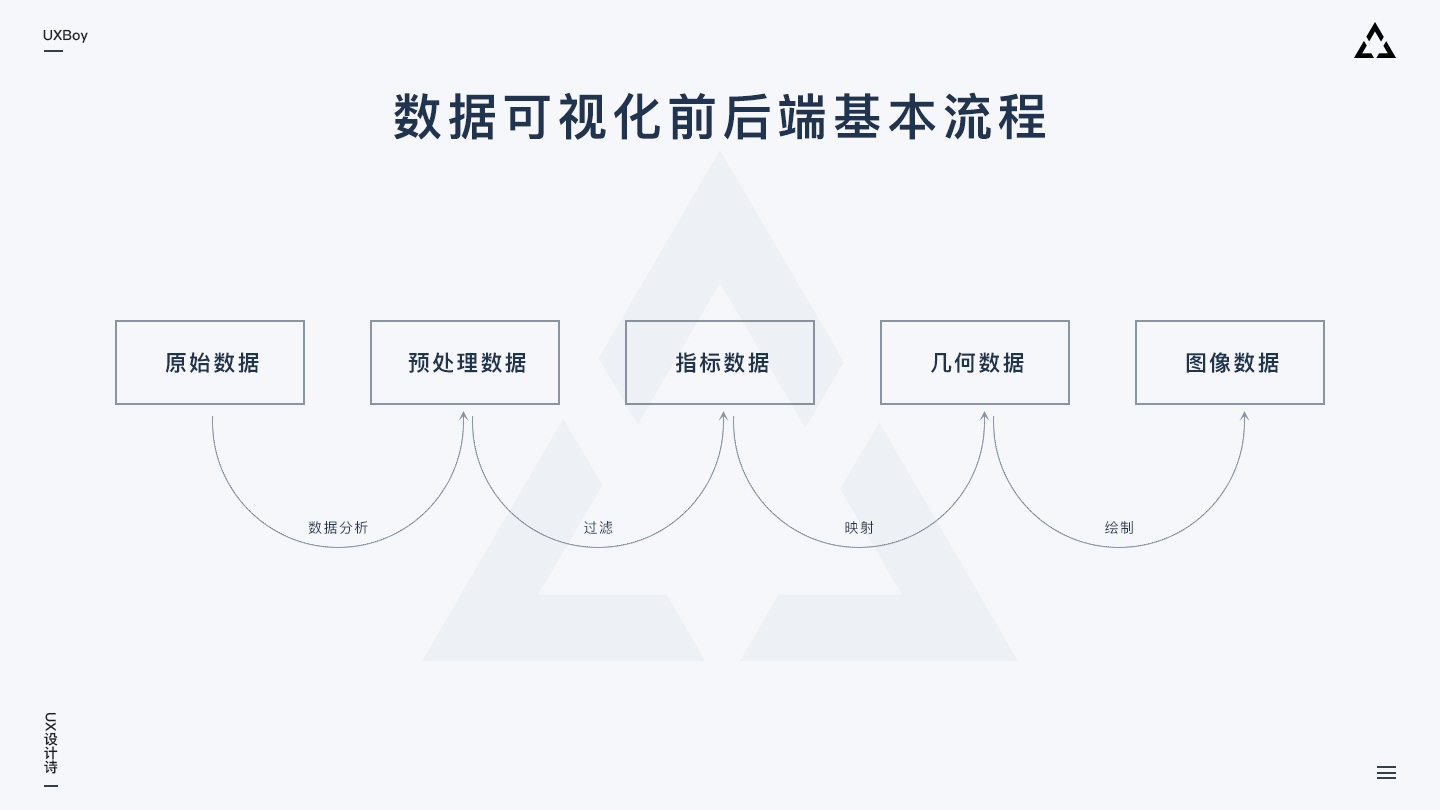 UXBoy
数据可视化前后端基本流程
原始数据
预处理数据
指标数据
几何数据
图像数据
数据分析
过滤
映射
绘制
UX设计诗